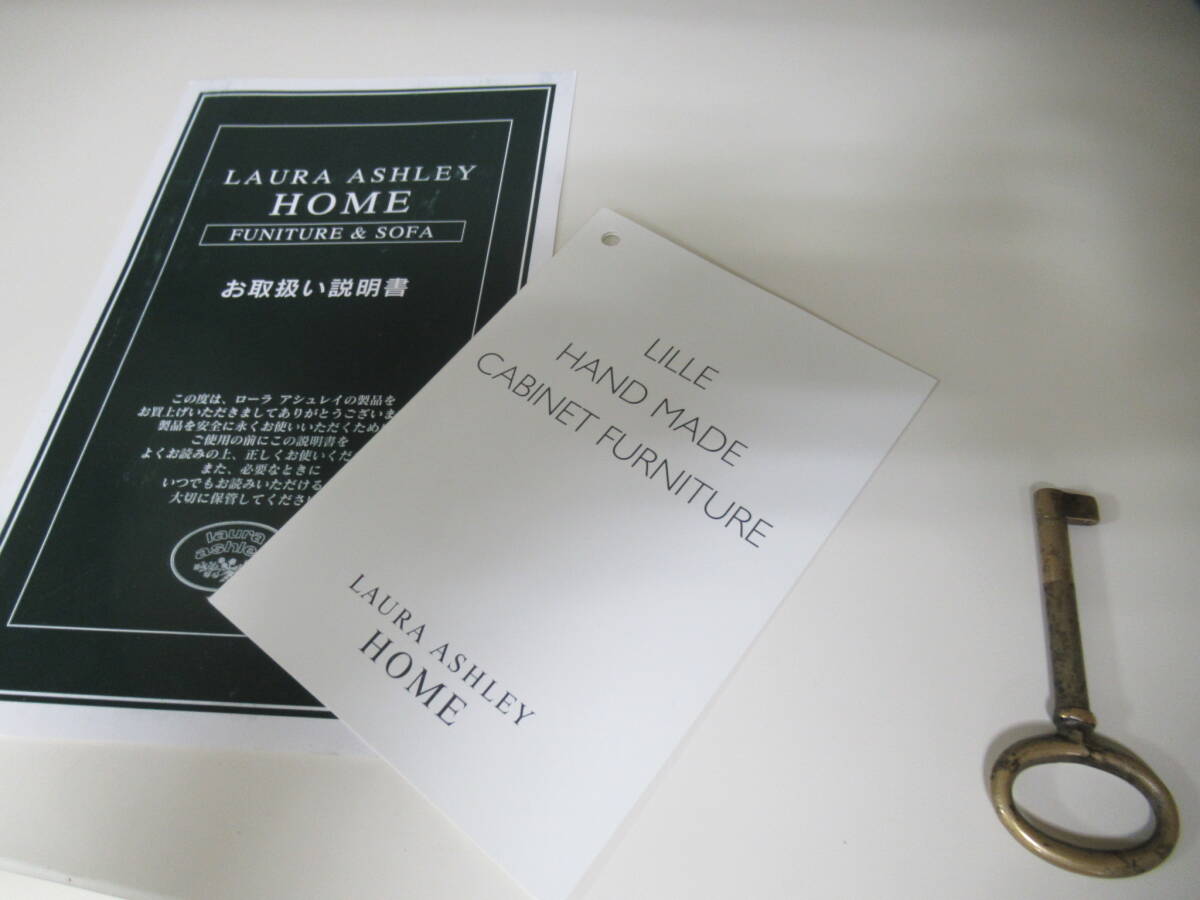 LAURA ASHLEY
HOME
FUNITURE & SOFA
お取扱い説明書
この度は、ローラ アシュレイの製品を
お買上げいただきましてありがとうございま
製品を安全に永くお使いいただくため
ご使用の前にこの説明書を
よくお読みの上、正しくお使いくだ
また、必要なときに
いつでもお読みいただける
大切に保管してくださ
laura
ashle
LILLE
HAND MADE
CABINET FURNITURE
LAURA ASHLEY
HOME